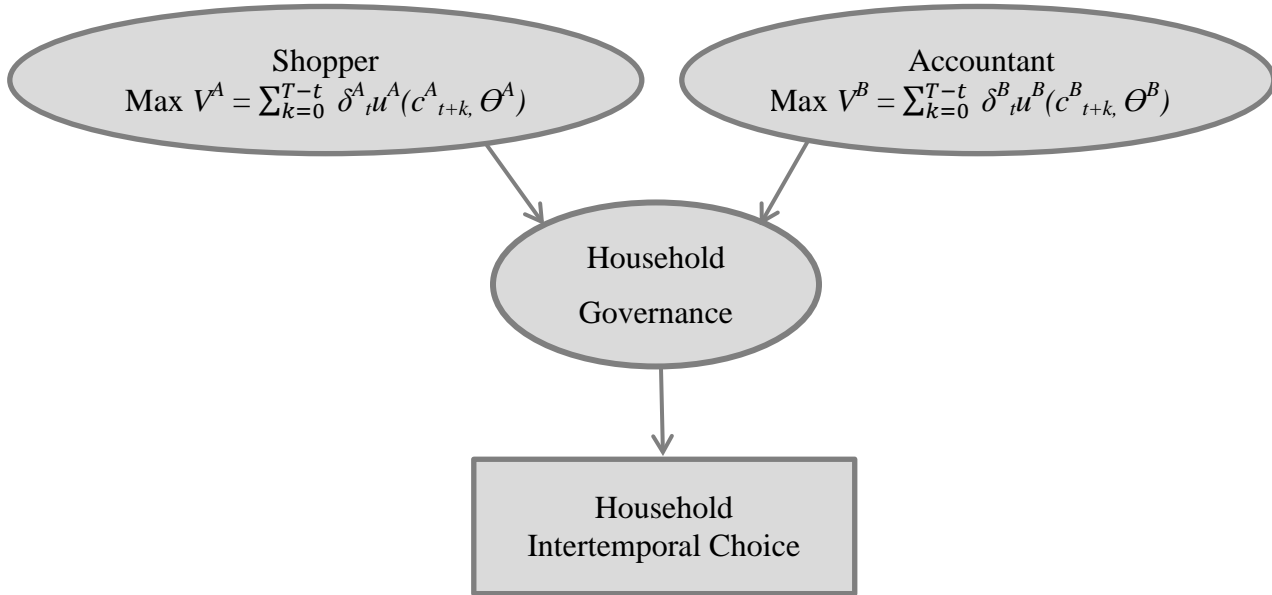 Shopper
Max V^A = ∑_{k=0}^{T−t} δ^A_t u^A(c^A_{t+k,} Θ^A)
Accountant
Max V^B = ∑_{k=0}^{T−t} δ^B_t u^B(c^B_{t+k,} Θ^B)
Household
Governance
Household
Intertemporal Choice